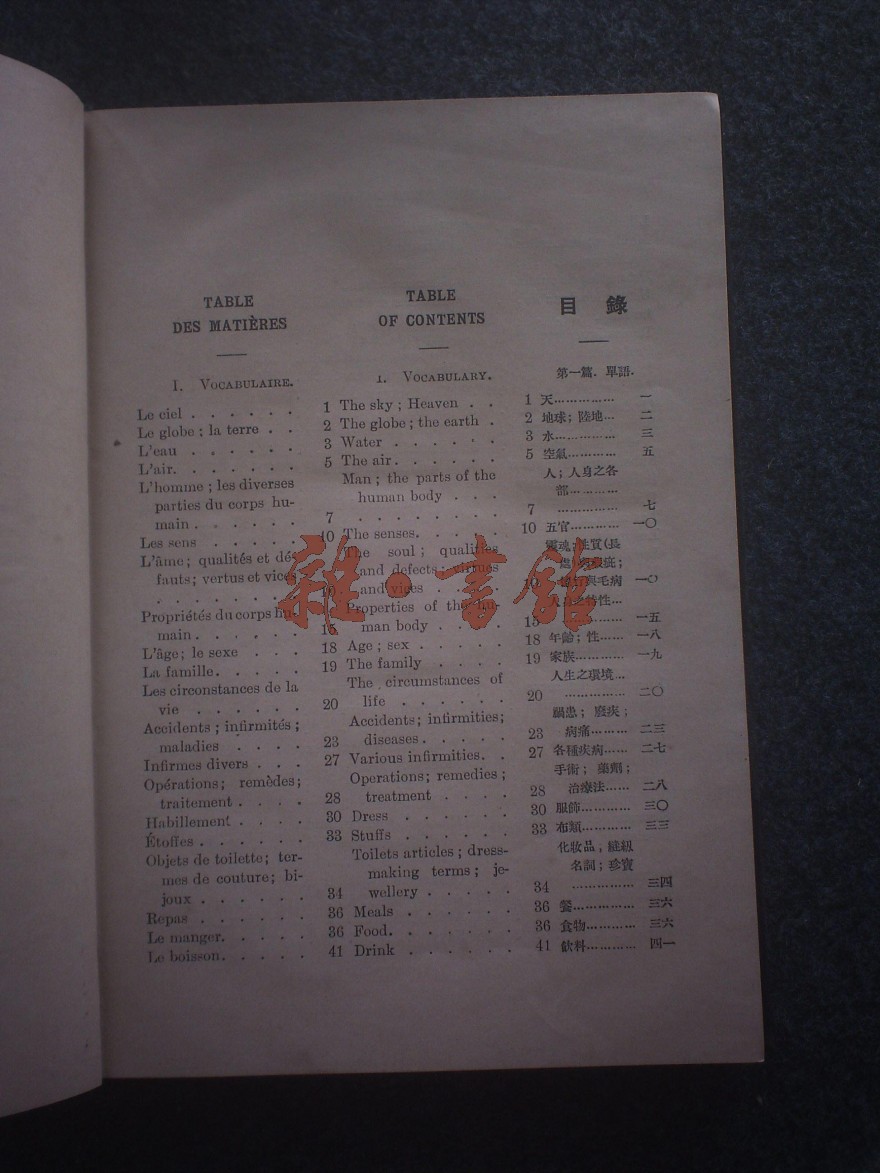 TABLE
DES MATIÈRES
I. VOCABULAIRE.
Le ciel . . . . . . 1
Le globe ; la terre . . 2
L'eau . . . . . . 3
L'air. . . . . . . 5
L'homme ; les diverses
parties du corps hu-
main . . . . . . 7
Les sens . . . . . 10
L'âme ; qualités et dé-
fauts ; vertus et vices
. . . . . . . 10
Propriétés du corps hu-
main. . . . . . 15
L'âge; le sexe . . . 18
La famille. . . . . 19
Les circonstances de la
vie . . . . . . 20
Accidents ; infirmités ;
maladies . . . . 23
Infirmes divers . . . 27
Opérations; remèdes;
traitement . . . . 28
Habillement . . . . 30
Étoffes . . . . . . 33
Objets de toilette; ter-
mes de couture; bi-
joux . . . . . . 34
Repas . . . . . . 36
Le manger. . . . . 36
Le boisson. . . . . 41
TABLE
OF CONTENTS
I. VOCABULARY.
The sky ; Heaven . . 1
The globe ; the earth . 2
Water . . . . . . 3
The air. . . . . . 5
Man ; the parts of the
human body . . .
. . . . . . . . 7
The senses. . . . . 10
The soul ; qualities
and defects; virtues
and vices . . . . 10
Properties of the hu-
man body . . . . 15
Age ; sex . . . . . 18
The family . . . . 19
The circumstances of
life . . . . . . 20
Accidents; infirmities;
diseases. . . . . 23
Various infirmities. . 27
Operations; remedies ;
treatment . . . . 28
Dress . . . . . . 30
Stuffs . . . . . . 33
Toilets articles ; dress-
making terms ; je-
wellery . . . . . 34
Meals . . . . . . 36
Food. . . . . . . 36
Drink . . . . . . 41
目錄
第一篇. 單語.
天............... 一
地球; 陸地... 二
水............... 三
空氣............ 五
人; 人身之各
部............
............... 七
五官............ 一〇
靈魂;性質(長
一〇
一五
年齡; 性...... 一八
家族............ 一九
人生之環境...
............... 二〇
禍患; 廢疾;
病痛......... 二三
各種疾病...... 二七
手術; 藥劑;
治療法...... 二八
服飾............ 三〇
布類............ 三三
化妝品; 縫紉
名詞; 珍寶
............... 三四
餐............... 三六
食物............ 三六
飲料............ 四一
雜·書館